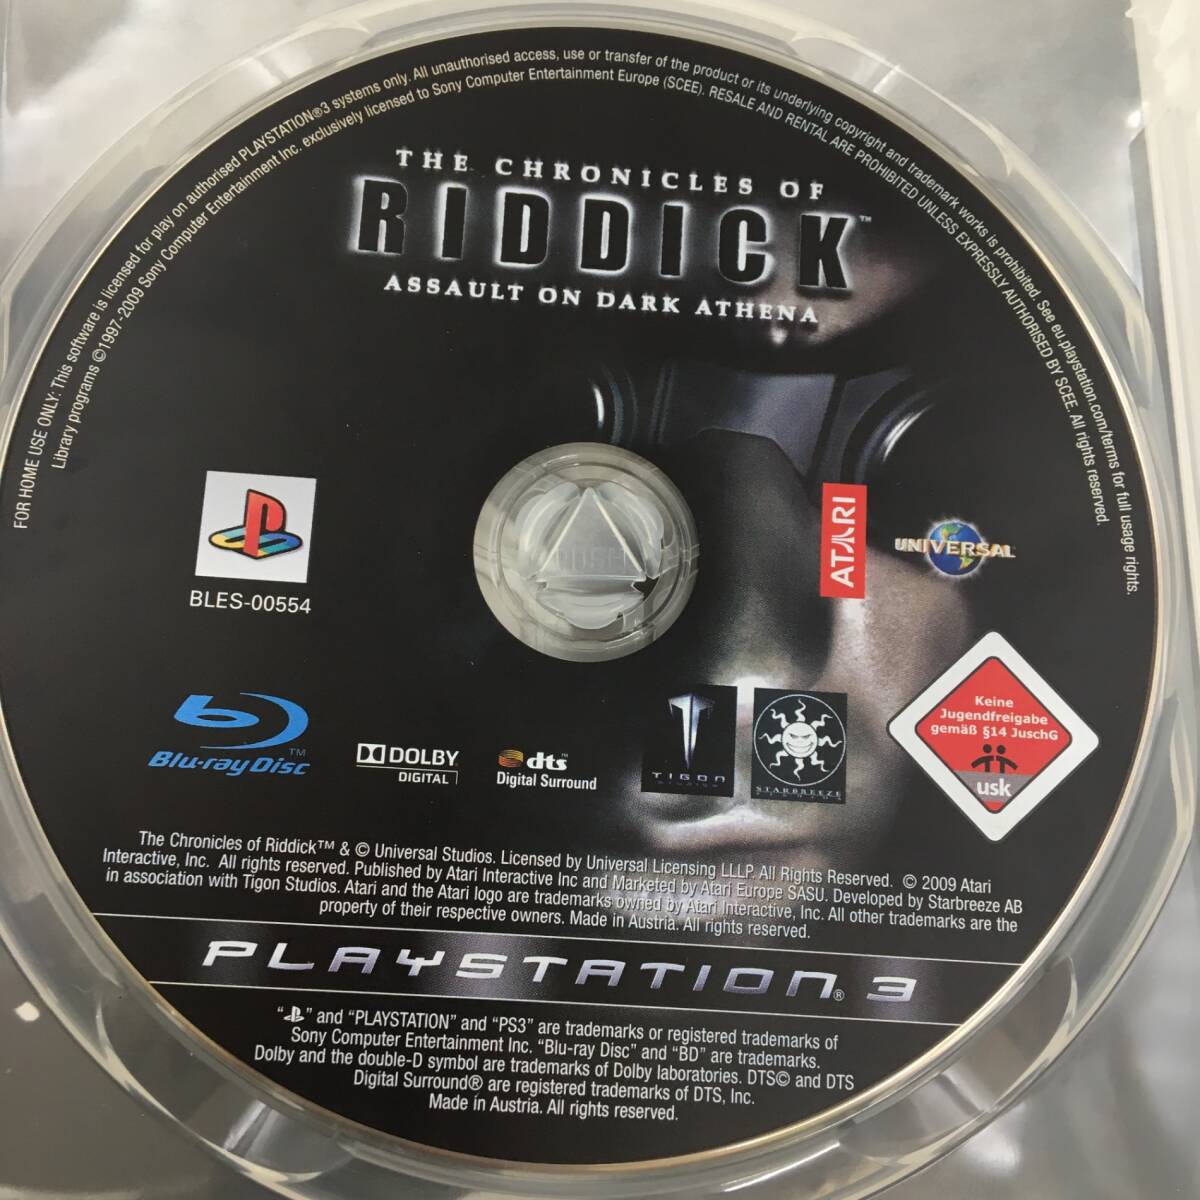 FOR HOME USE ONLY: This software is licensed for play on authorised PLAYSTATION®3 systems only. All unauthorised access, use or transfer of the product or its underlying copyright and trademark works is prohibited. See eu.playstation.com/terms for full usage rights.
Library programs ©1997-2009 Sony Computer Entertainment Inc. exclusively licensed to Sony Computer Entertainment Europe (SCEE). RESALE AND RENTAL ARE PROHIBITED UNLESS EXPRESSLY AUTHORISED BY SCEE. All rights reserved.
THE CHRONICLES OF
RIDDICK™
ASSAULT ON DARK ATHENA
BLES-00554
ATARI
UNIVERSAL
Blu-ray Disc™
DOLBY
DIGITAL
dts™
Digital Surround
TIGON
STUDIOS
STARBREEZE
STUDIOS
Keine
Jugendfreigabe
gemäß §14 JuschG
usk
The Chronicles of Riddick™ & © Universal Studios. Licensed by Universal Licensing LLLP. All Rights Reserved. © 2009 Atari
Interactive, Inc. All rights reserved. Published by Atari Interactive Inc and Marketed by Atari Europe SASU. Developed by Starbreeze AB
in association with Tigon Studios. Atari and the Atari logo are trademarks owned by Atari Interactive, Inc. All other trademarks are the
property of their respective owners. Made in Austria. All rights reserved.
PLAYSTATION® 3
“ ” and “PLAYSTATION” and “PS3” are trademarks or registered trademarks of
Sony Computer Entertainment Inc. “Blu-ray Disc” and “BD” are trademarks.
Dolby and the double-D symbol are trademarks of Dolby laboratories. DTS© and DTS
Digital Surround® are registered trademarks of DTS, Inc.
Made in Austria. All rights reserved.